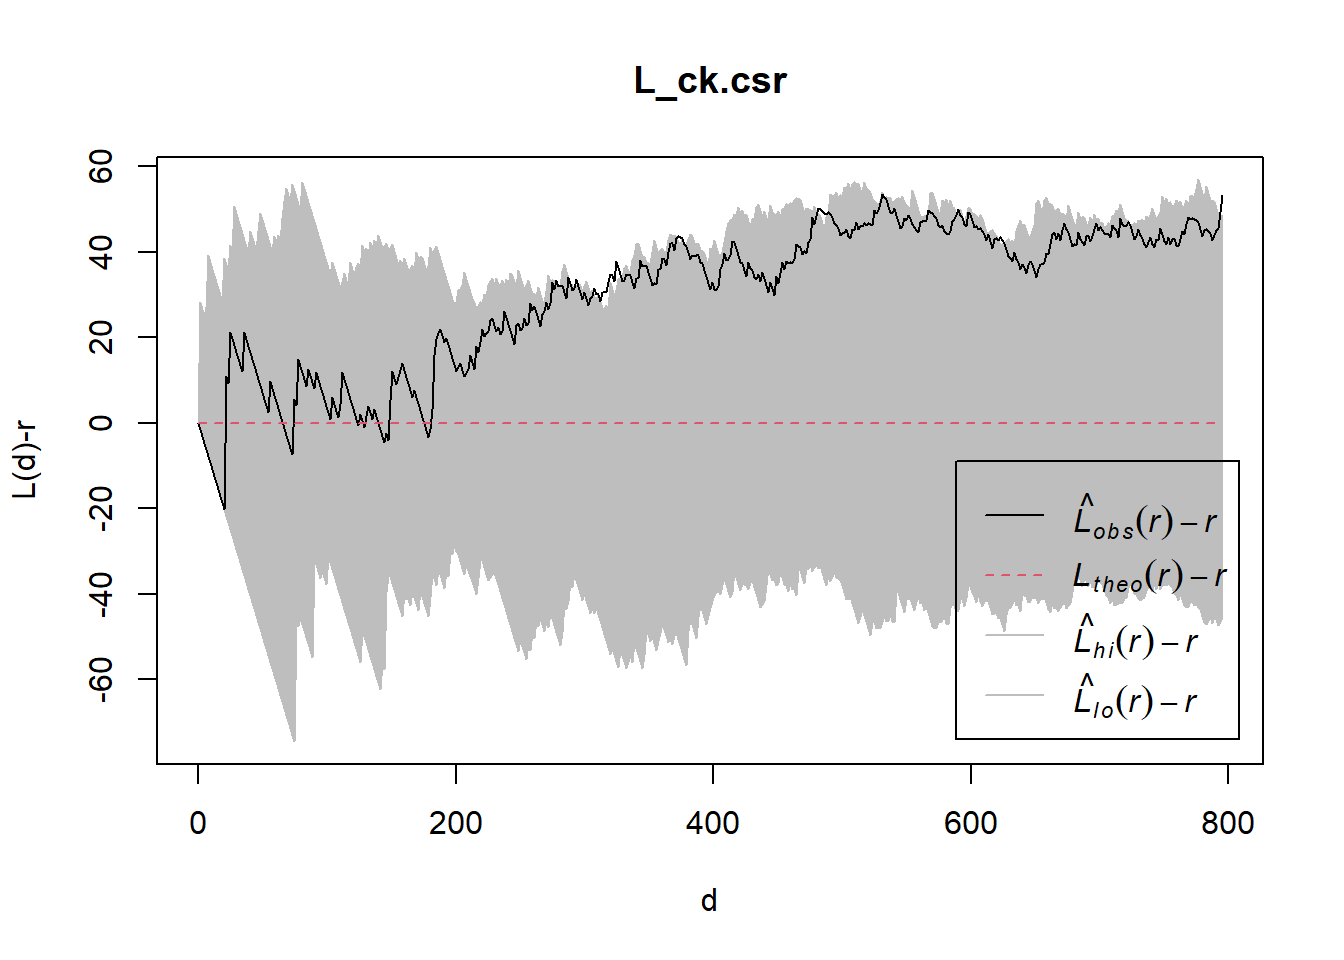 L_ck.csr
L(d)-r
60
40
20
0
-20
-40
-60
0 200 400 600 800
d
L̂obs(r) − r
Ltheo(r) − r
L̂hi(r) − r
L̂lo(r) − r